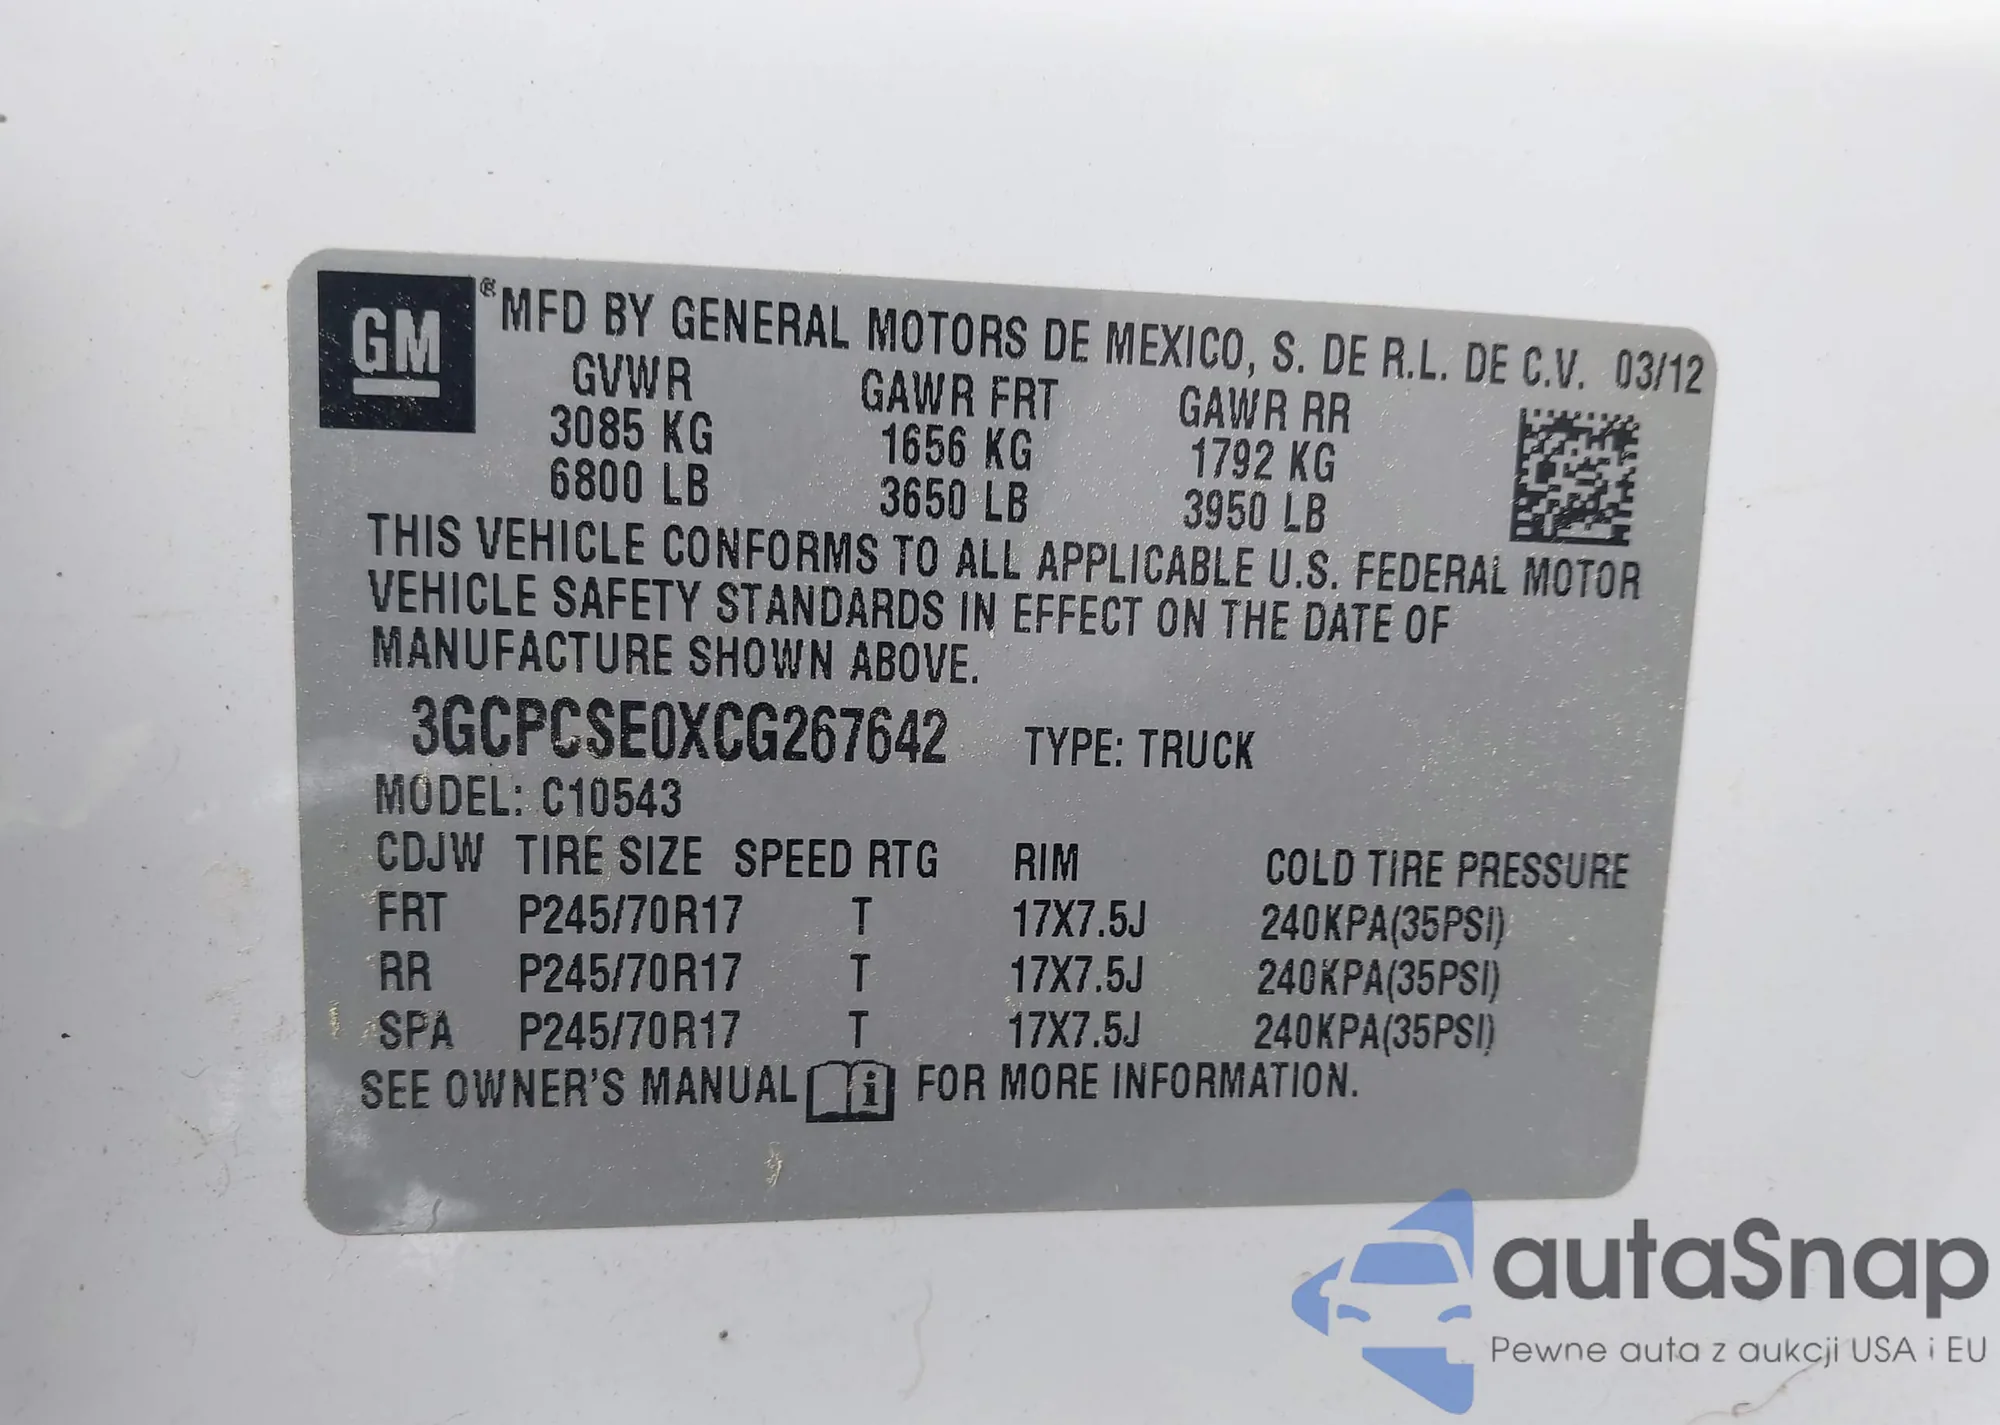 GM
® MFD BY GENERAL MOTORS DE MEXICO, S. DE R.L. DE C.V. 03/12
GVWR GAWR FRT GAWR RR
3085 KG 1656 KG 1792 KG
6800 LB 3650 LB 3950 LB
THIS VEHICLE CONFORMS TO ALL APPLICABLE U.S. FEDERAL MOTOR
VEHICLE SAFETY STANDARDS IN EFFECT ON THE DATE OF
MANUFACTURE SHOWN ABOVE.
3GCPCSE0XCG267642 TYPE: TRUCK
MODEL: C10543
CDJW TIRE SIZE SPEED RTG RIM COLD TIRE PRESSURE
FRT P245/70R17 T 17X7.5J 240KPA(35PSI)
RR P245/70R17 T 17X7.5J 240KPA(35PSI)
SPA P245/70R17 T 17X7.5J 240KPA(35PSI)
SEE OWNER'S MANUAL i FOR MORE INFORMATION.
autaSnap
Pewne auta z aukcji USA i EU